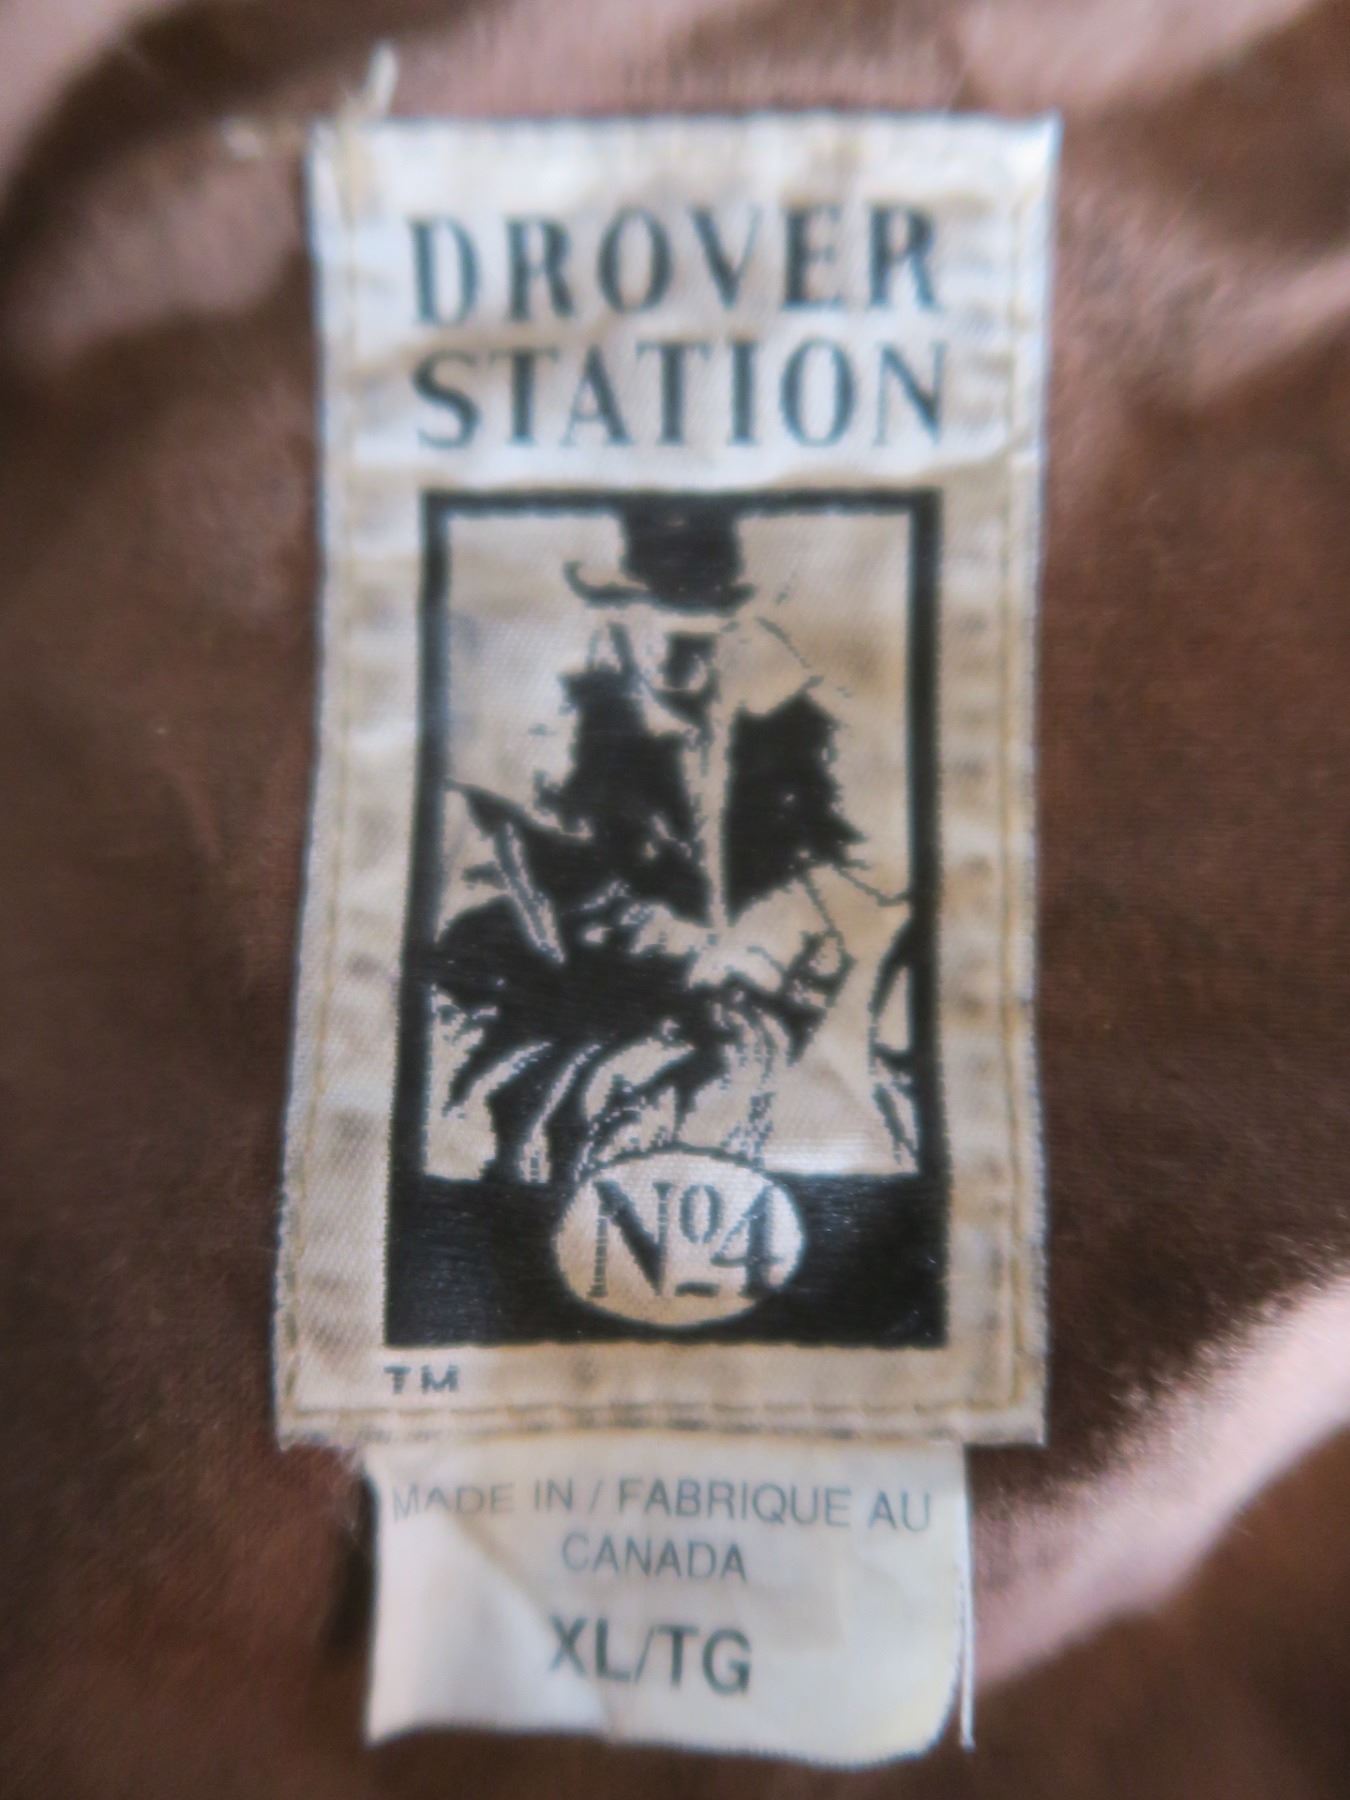 DROVER
STATION
Nº4
TM
MADE IN / FABRIQUE AU
CANADA
XL/TG